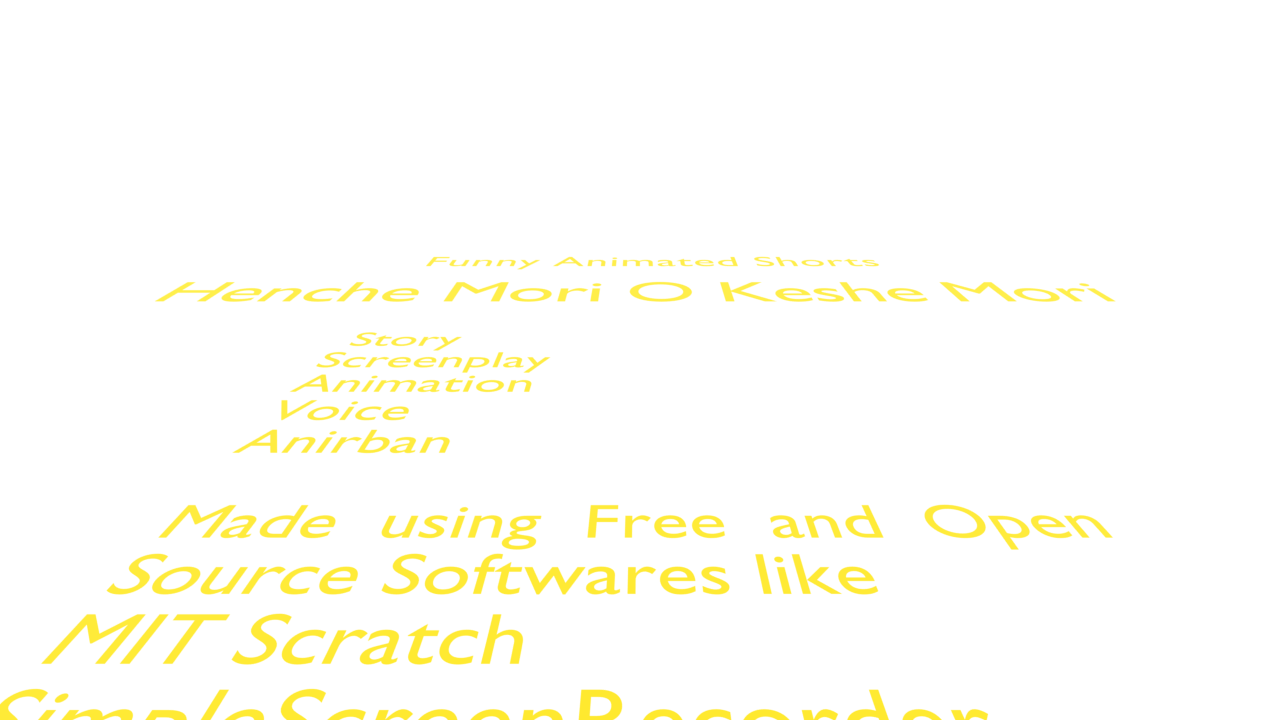 Funny Animated Shorts
Henche Mori O Keshe Mori
Story
Screenplay
Animation
Voice
Anirban
Made using Free and Open
Source Softwares like
MIT Scratch
SimpleScreenRecorder